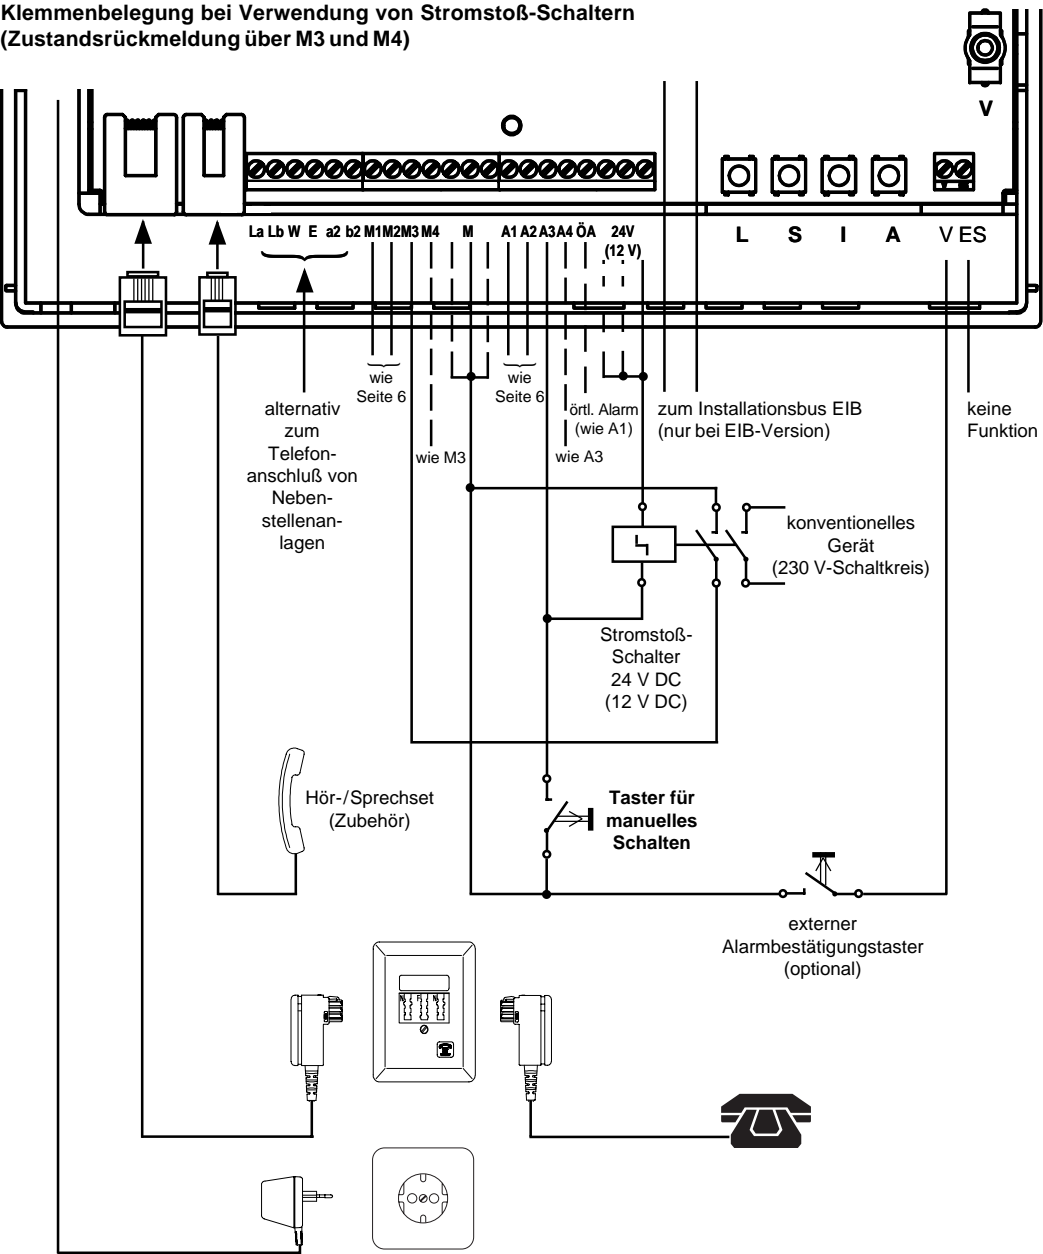 Klemmenbelegung bei Verwendung von Stromstoß-Schaltern
(Zustandsrückmeldung über M3 und M4)
V
La Lb W E a2 b2 M1 M2 M3 M4 M A1 A2 A3 A4 ÖA 24V
(12 V)
L S I A V ES
wie
Seite 6
wie
Seite 6
örtl. Alarm
(wie A1)
zum Installationsbus EIB
(nur bei EIB-Version)
keine
Funktion
alternativ
zum
Telefon-
anschluß von
Neben-
stellenan-
lagen
wie M3
wie A3
konventionelles
Gerät
(230 V-Schaltkreis)
Stromstoß-
Schalter
24 V DC
(12 V DC)
Hör-/Sprechset
(Zubehör)
Taster für
manuelles
Schalten
externer
Alarmbestätigungstaster
(optional)
N F N